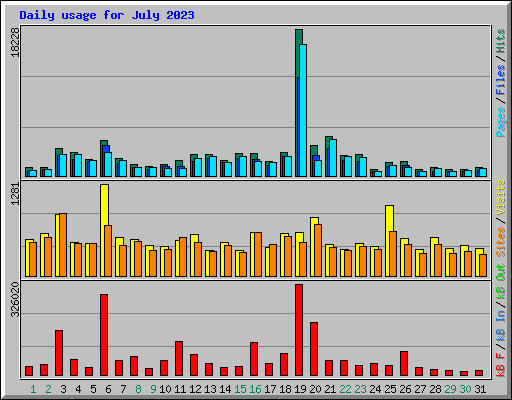 Daily usage for July 2023
18228
Pages / Files / Hits
1281
Sites / Visits
326020
kB F / kB In / kB Out
1 2 3 4 5 6 7 8 9 10 11 12 13 14 15 16 17 18 19 20 21 22 23 24 25 26 27 28 29 30 31